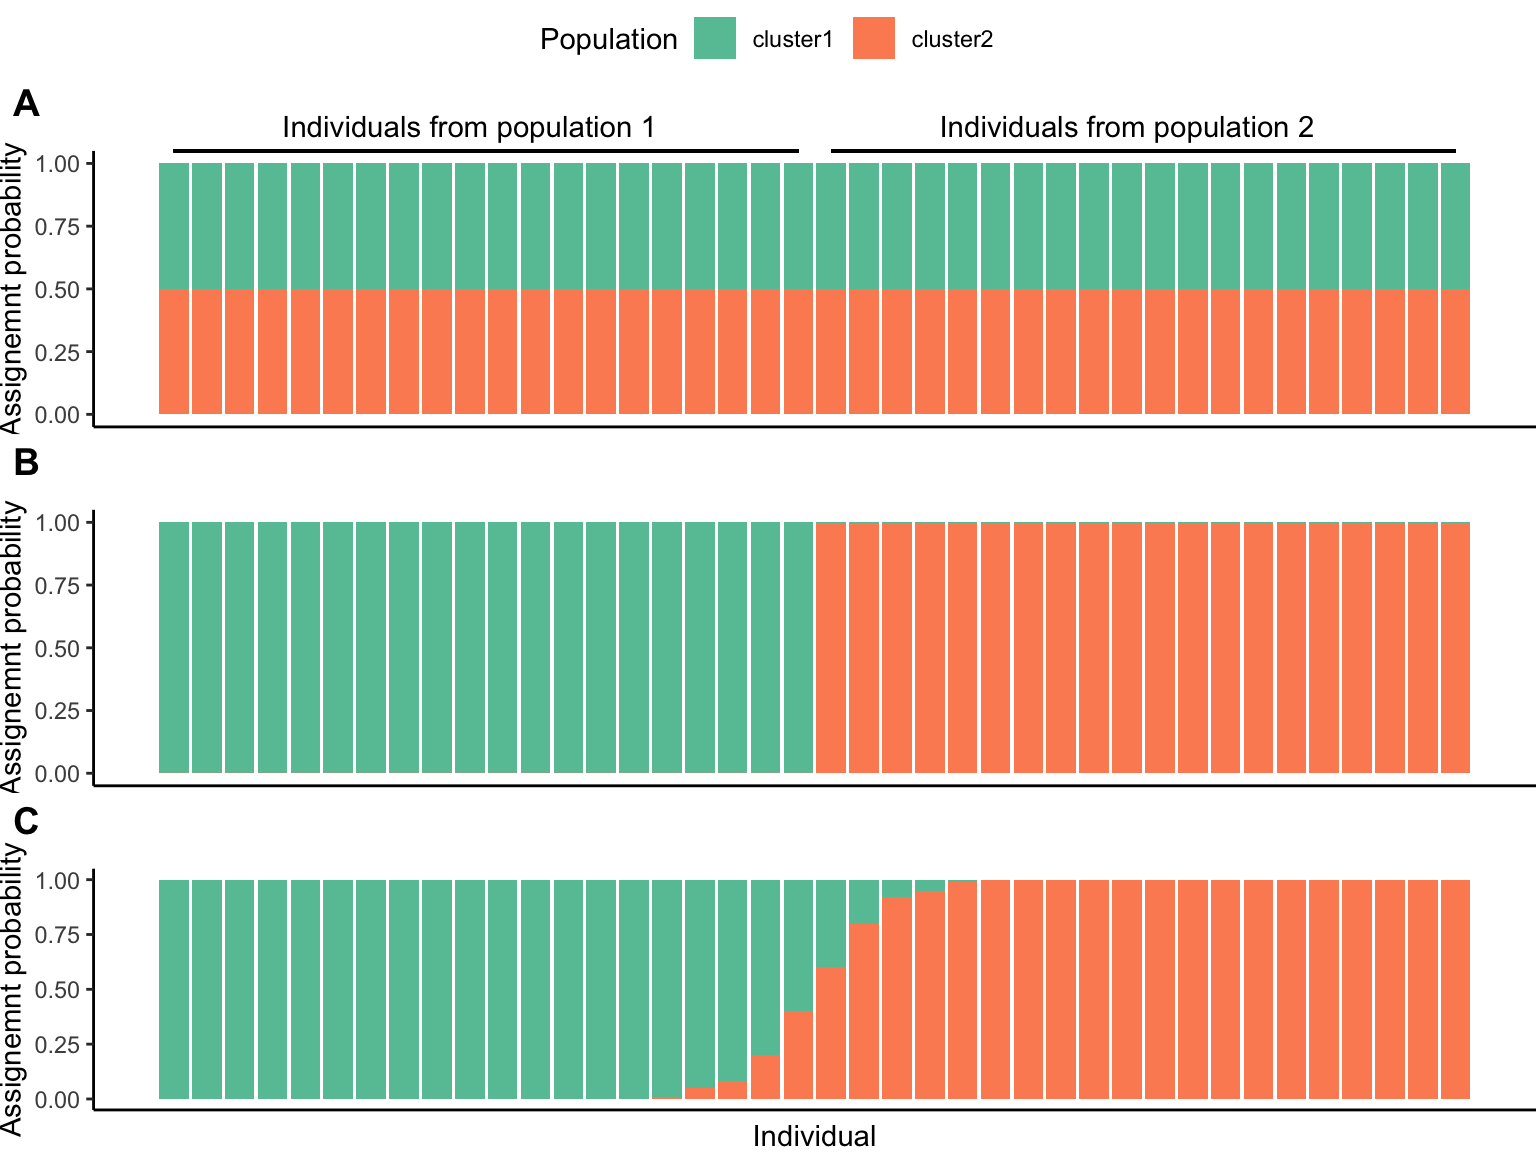 Population cluster1 cluster2
A
Individuals from population 1 Individuals from population 2
Assignemnt probability
1.00
0.75
0.50
0.25
0.00
B
Assignemnt probability
1.00
0.75
0.50
0.25
0.00
C
Assignemnt probability
1.00
0.75
0.50
0.25
0.00
Individual